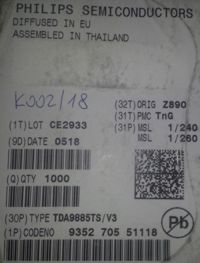 PHILIPS SEMICONDUCTORS
DIFFUSED IN EU
ASSEMBLED IN THAILAND
K002/18
(32T) ORIG Z890
(31T) PMC TnG
(1T) LOT CE2933
(31P) MSL 1/240
MSL 1/260
(9D) DATE 0518
(Q) QTY 1000
(30P) TYPE TDA9885TS/V3
(1P) CODENO 9352 705 51118
Pb